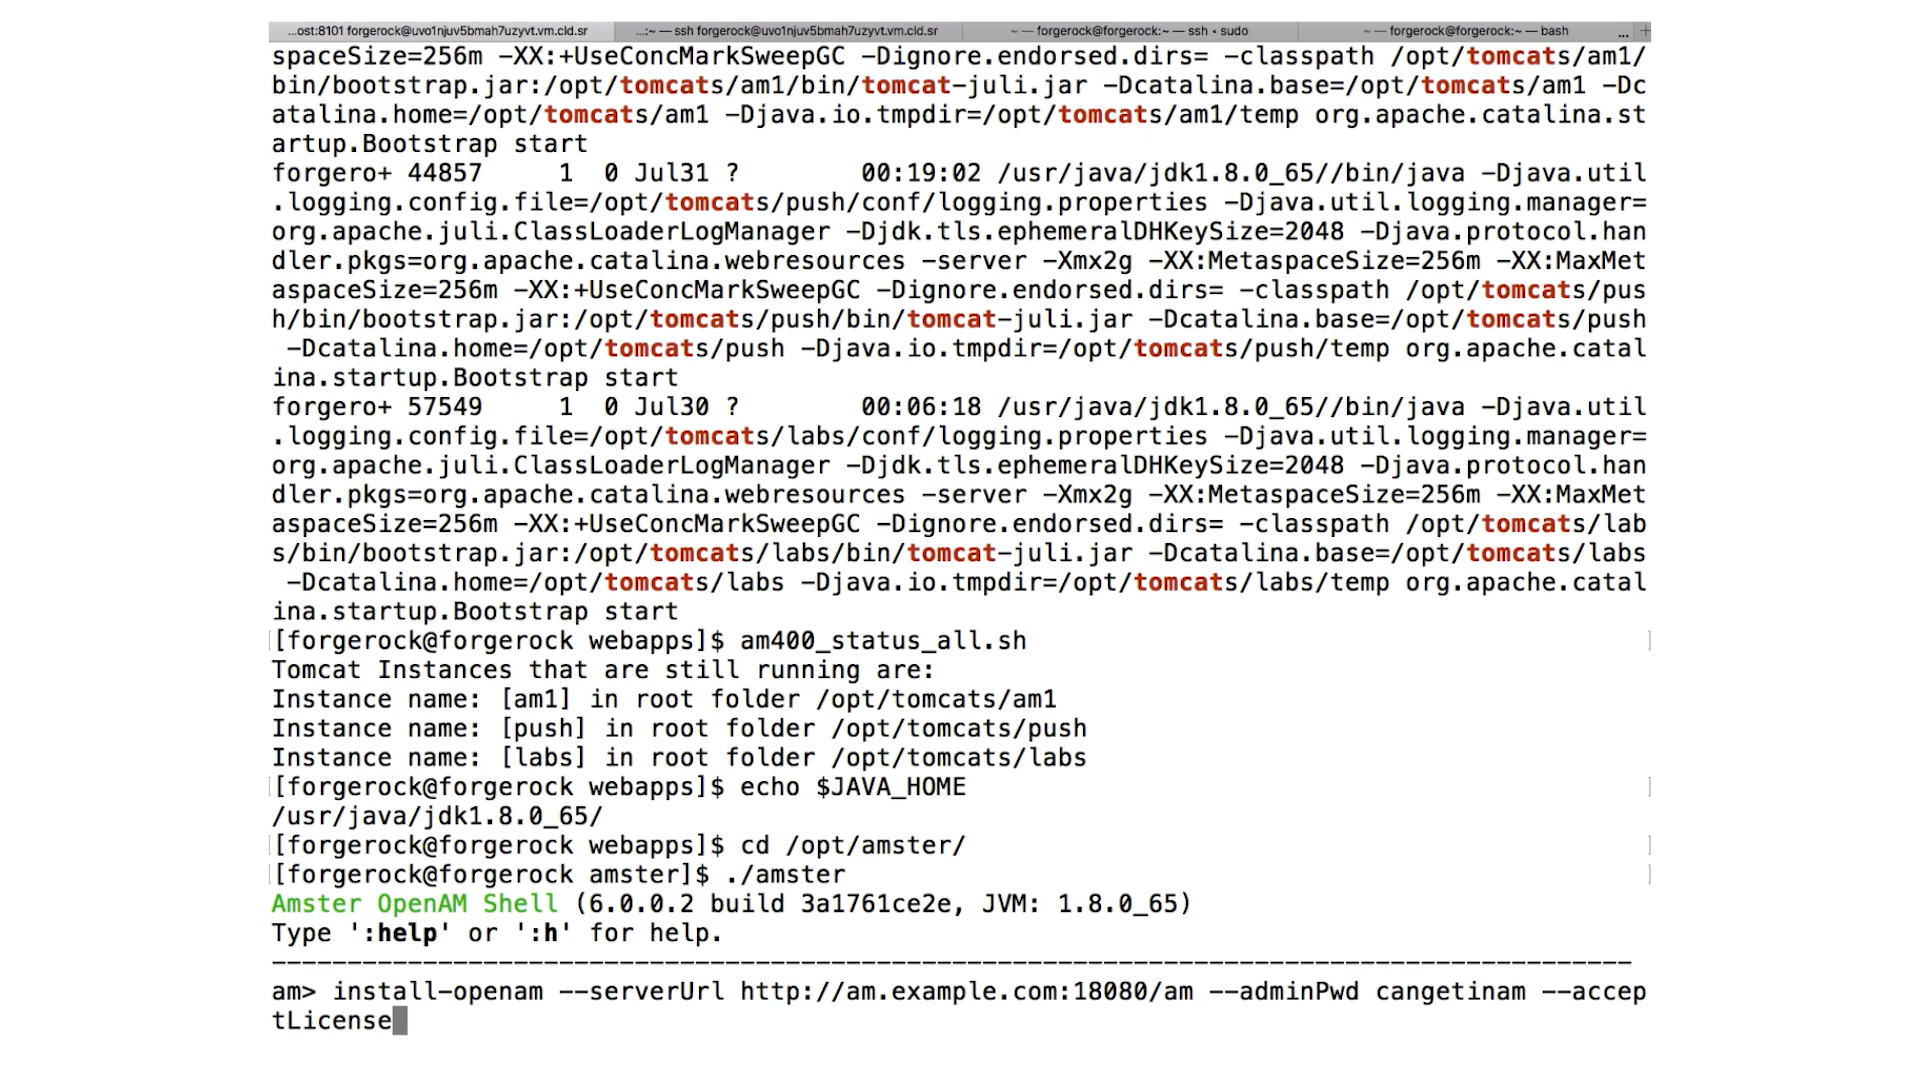 ...ost:8101 forgerock@uvo1njuv5bmah7uzyvt.vm.cld.sr ...:~ — ssh forgerock@uvo1njuv5bmah7uzyvt.vm.cld.sr ~ — forgerock@forgerock:~ — ssh • sudo ~ — forgerock@forgerock:~ — bash ... +
spaceSize=256m -XX:+UseConcMarkSweepGC -Dignore.endorsed.dirs= -classpath /opt/tomcats/am1/
bin/bootstrap.jar:/opt/tomcats/am1/bin/tomcat-juli.jar -Dcatalina.base=/opt/tomcats/am1 -Dc
atalina.home=/opt/tomcats/am1 -Djava.io.tmpdir=/opt/tomcats/am1/temp org.apache.catalina.st
artup.Bootstrap start
forgero+ 44857     1  0 Jul31 ?        00:19:02 /usr/java/jdk1.8.0_65//bin/java -Djava.util
.logging.config.file=/opt/tomcats/push/conf/logging.properties -Djava.util.logging.manager=
org.apache.juli.ClassLoaderLogManager -Djdk.tls.ephemeralDHKeySize=2048 -Djava.protocol.han
dler.pkgs=org.apache.catalina.webresources -server -Xmx2g -XX:MetaspaceSize=256m -XX:MaxMet
aspaceSize=256m -XX:+UseConcMarkSweepGC -Dignore.endorsed.dirs= -classpath /opt/tomcats/pus
h/bin/bootstrap.jar:/opt/tomcats/push/bin/tomcat-juli.jar -Dcatalina.base=/opt/tomcats/push
 -Dcatalina.home=/opt/tomcats/push -Djava.io.tmpdir=/opt/tomcats/push/temp org.apache.catal
ina.startup.Bootstrap start
forgero+ 57549     1  0 Jul30 ?        00:06:18 /usr/java/jdk1.8.0_65//bin/java -Djava.util
.logging.config.file=/opt/tomcats/labs/conf/logging.properties -Djava.util.logging.manager=
org.apache.juli.ClassLoaderLogManager -Djdk.tls.ephemeralDHKeySize=2048 -Djava.protocol.han
dler.pkgs=org.apache.catalina.webresources -server -Xmx2g -XX:MetaspaceSize=256m -XX:MaxMet
aspaceSize=256m -XX:+UseConcMarkSweepGC -Dignore.endorsed.dirs= -classpath /opt/tomcats/lab
s/bin/bootstrap.jar:/opt/tomcats/labs/bin/tomcat-juli.jar -Dcatalina.base=/opt/tomcats/labs
 -Dcatalina.home=/opt/tomcats/labs -Djava.io.tmpdir=/opt/tomcats/labs/temp org.apache.catal
ina.startup.Bootstrap start
[forgerock@forgerock webapps]$ am400_status_all.sh
Tomcat Instances that are still running are:
Instance name: [am1] in root folder /opt/tomcats/am1
Instance name: [push] in root folder /opt/tomcats/push
Instance name: [labs] in root folder /opt/tomcats/labs
[forgerock@forgerock webapps]$ echo $JAVA_HOME
/usr/java/jdk1.8.0_65/
[forgerock@forgerock webapps]$ cd /opt/amster/
[forgerock@forgerock amster]$ ./amster
Amster OpenAM Shell (6.0.0.2 build 3a1761ce2e, JVM: 1.8.0_65)
Type ':help' or ':h' for help.
------------------------------------------------------------------------------------------
am> install-openam --serverUrl http://am.example.com:18080/am --adminPwd cangetinam --accep
tLicense